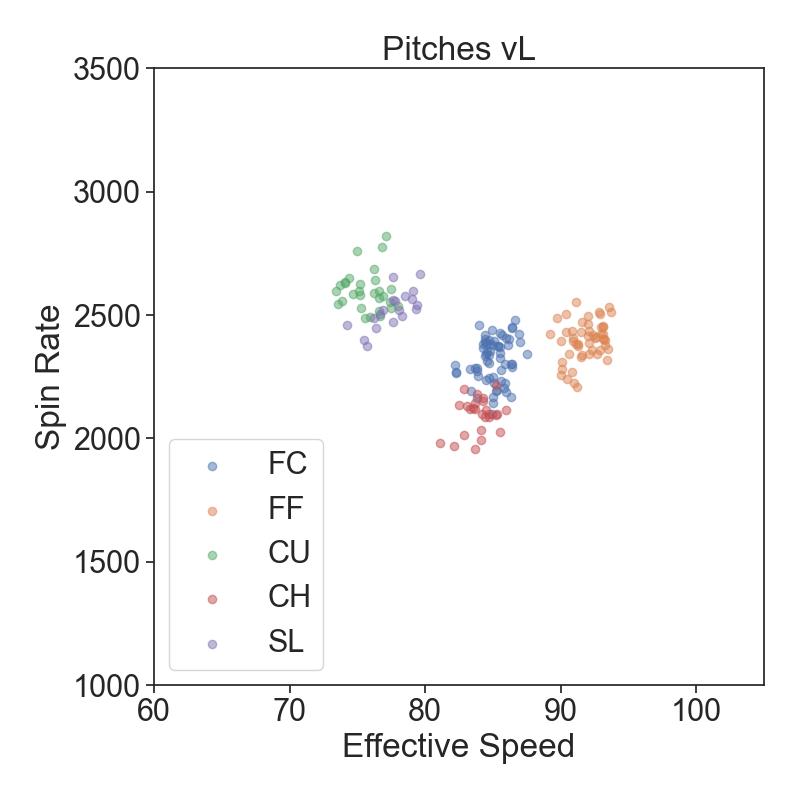 Pitches vL
3500
3000
2500
2000
1500
1000
Spin Rate
FC
FF
CU
CH
SL
60 70 80 90 100
Effective Speed